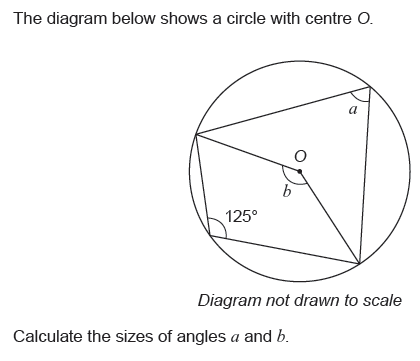 The diagram below shows a circle with centre O.
a
O
b
125°
Diagram not drawn to scale
Calculate the sizes of angles a and b.